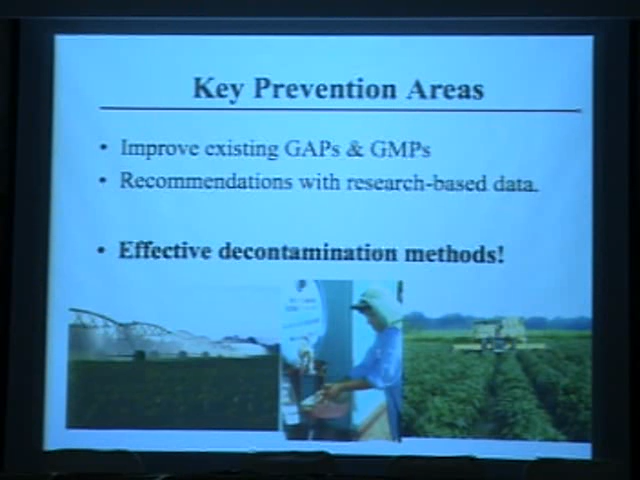 Key Prevention Areas
• Improve existing GAPs & GMPs
• Recommendations with research-based data.
• Effective decontamination methods!